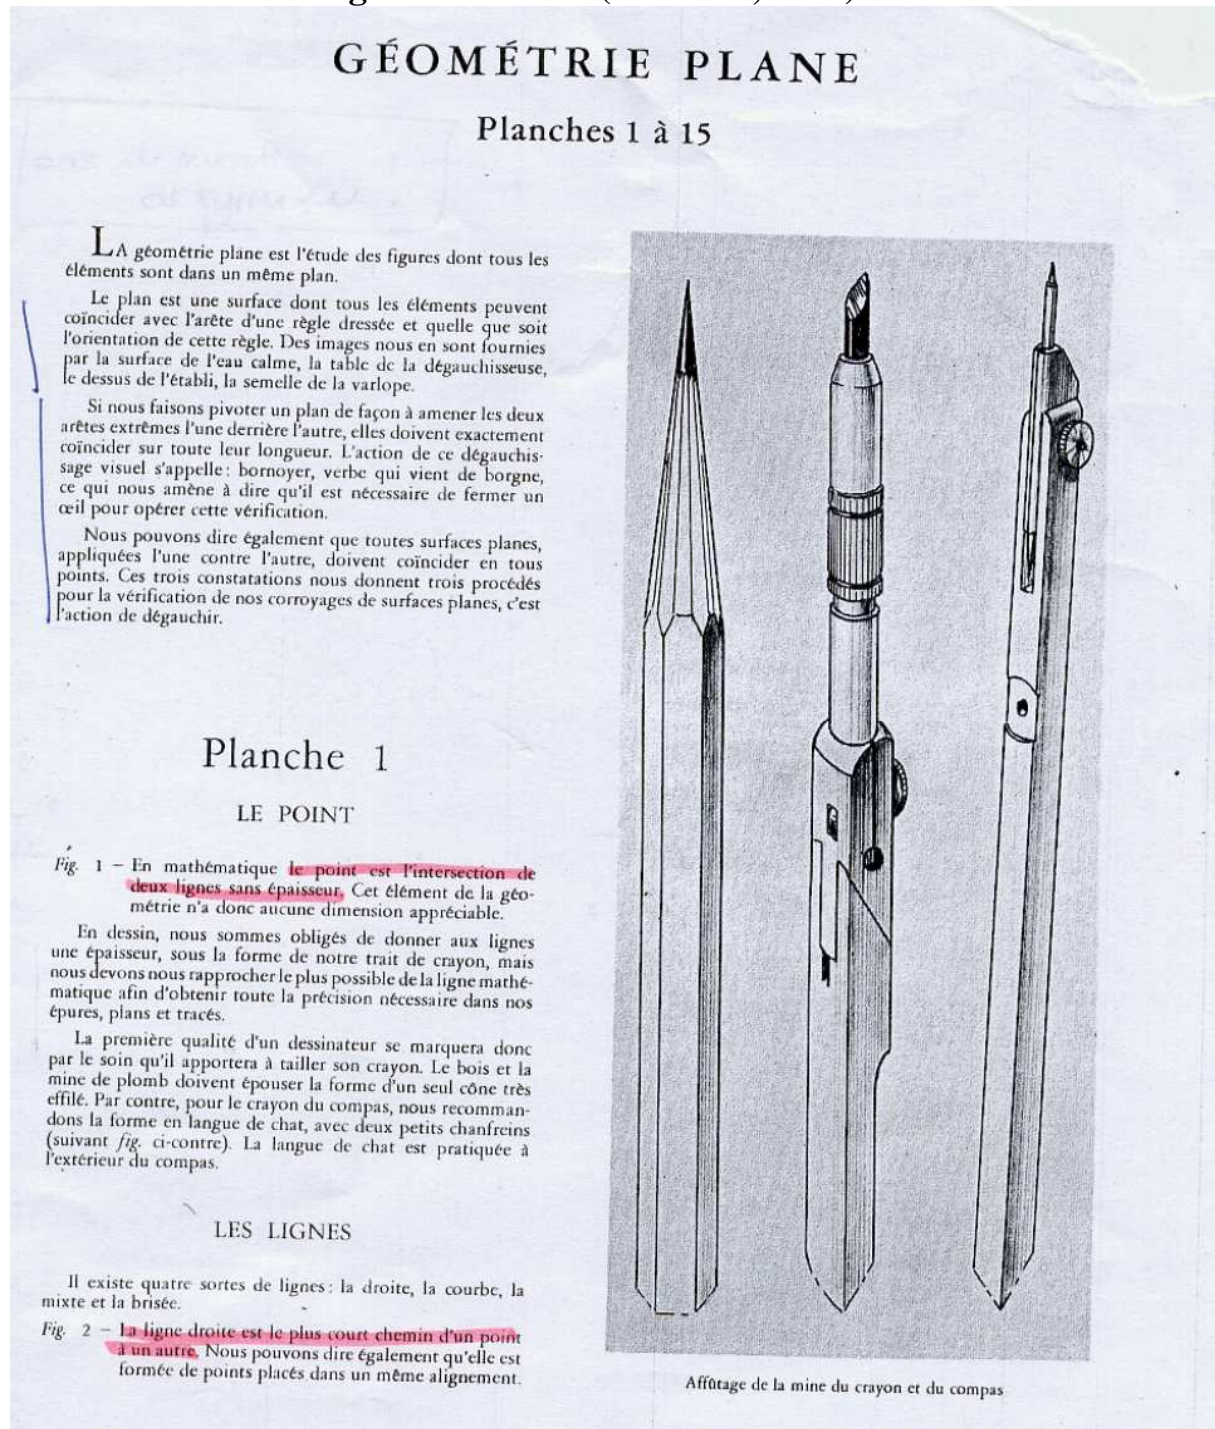 GÉOMÉTRIE PLANE
Planches 1 à 15
LA géométrie plane est l'étude des figures dont tous les
éléments sont dans un même plan.
Le plan est une surface dont tous les éléments peuvent
coïncider avec l'arête d'une règle dressée et quelle que soit
l'orientation de cette règle. Des images nous en sont fournies
par la surface de l'eau calme, la table de la dégauchisseuse,
le dessus de l'établi, la semelle de la varlope.
Si nous faisons pivoter un plan de façon à amener les deux
arêtes extrêmes l'une derrière l'autre, elles doivent exactement
coïncider sur toute leur longueur. L'action de ce dégauchis-
sage visuel s'appelle : bornoyer, verbe qui vient de borgne,
ce qui nous amène à dire qu'il est nécessaire de fermer un
œil pour opérer cette vérification.
Nous pouvons dire également que toutes surfaces planes,
appliquées l'une contre l'autre, doivent coïncider en tous
points. Ces trois constatations nous donnent trois procédés
pour la vérification de nos corroyages de surfaces planes, c'est
l'action de dégauchir.
Planche 1
LE POINT
Fig. 1 – En mathématique le point est l'intersection de
deux lignes sans épaisseur. Cet élément de la géo-
métrie n'a donc aucune dimension appréciable.
En dessin, nous sommes obligés de donner aux lignes
une épaisseur, sous la forme de notre trait de crayon, mais
nous devons nous rapprocher le plus possible de la ligne mathé-
matique afin d'obtenir toute la précision nécessaire dans nos
épures, plans et tracés.
La première qualité d'un dessinateur se marquera donc
par le soin qu'il apportera à tailler son crayon. Le bois et la
mine de plomb doivent épouser la forme d'un seul cône très
effilé. Par contre, pour le crayon du compas, nous recomman-
dons la forme en langue de chat, avec deux petits chanfreins
(suivant fig. ci-contre). La langue de chat est pratiquée à
l'extérieur du compas.
LES LIGNES
Il existe quatre sortes de lignes : la droite, la courbe, la
mixte et la brisée.
Fig. 2 – La ligne droite est le plus court chemin d'un point
à un autre. Nous pouvons dire également qu'elle est
formée de points placés dans un même alignement.
Affûtage de la mine du crayon et du compas